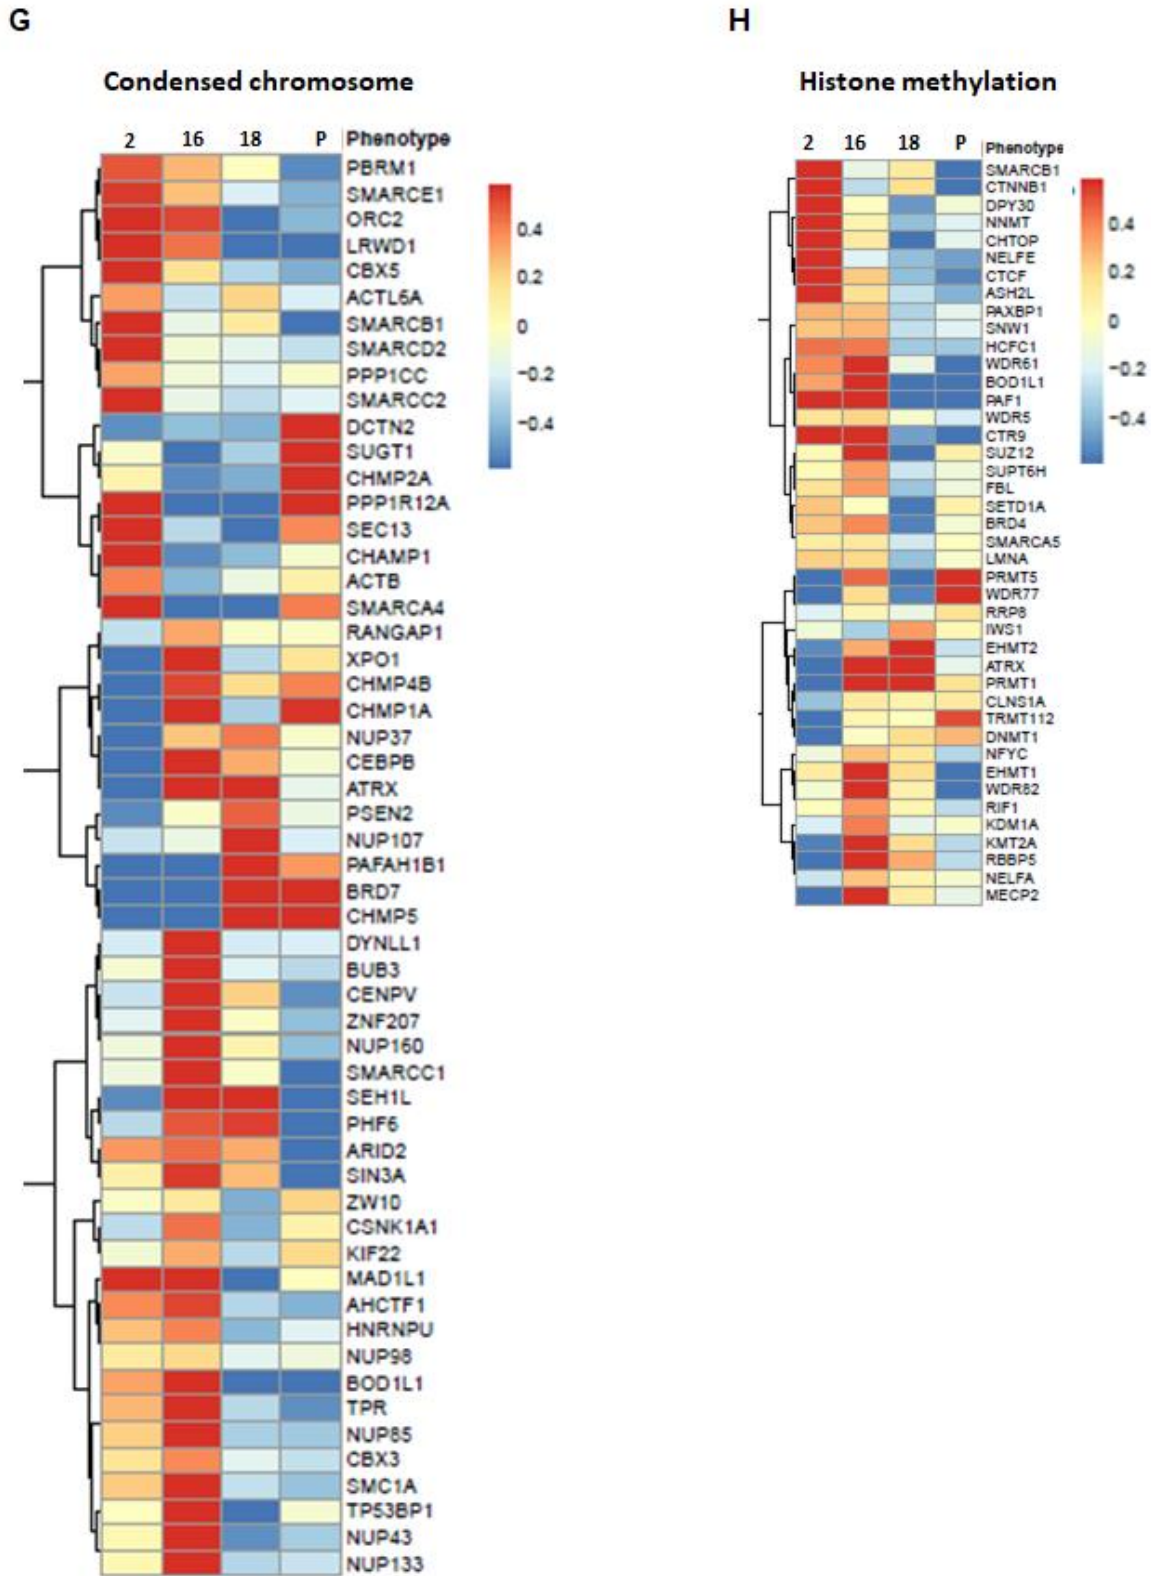 G
Condensed chromosome
2 16 18 P Phenotype
PBRM1
SMARCE1
ORC2
LRWD1
CBX5
ACTL6A
SMARCB1
SMARCD2
PPP1CC
SMARCC2
DCTN2
SUGT1
CHMP2A
PPP1R12A
SEC13
CHAMP1
ACTB
SMARCA4
RANGAP1
XPO1
CHMP4B
CHMP1A
NUP37
CEBPB
ATRX
PSEN2
NUP107
PAFAH1B1
BRD7
CHMP5
DYNLL1
BUB3
CENPV
ZNF207
NUP160
SMARCC1
SEH1L
PHF6
ARID2
SIN3A
ZW10
CSNK1A1
KIF22
MAD1L1
AHCTF1
HNRNPU
NUP98
BOD1L1
TPR
NUP85
CBX3
SMC1A
TP53BP1
NUP43
NUP133
0.4
0.2
0
−0.2
−0.4
H
Histone methylation
2 16 18 P Phenotype
SMARCB1
CTNNB1
DPY30
NNMT
CHTOP
NELFE
CTCF
ASH2L
PAXBP1
SNW1
HCFC1
WDR61
BOD1L1
PAF1
WDR5
CTR9
SUZ12
SUPT6H
FBL
SETD1A
BRD4
SMARCA5
LMNA
PRMT5
WDR77
RRP8
IWS1
EHMT2
ATRX
PRMT1
CLNS1A
TRMT112
DNMT1
NFYC
EHMT1
WDR82
RIF1
KDM1A
KMT2A
RBBP5
NELFA
MECP2
0.4
0.2
0
−0.2
−0.4